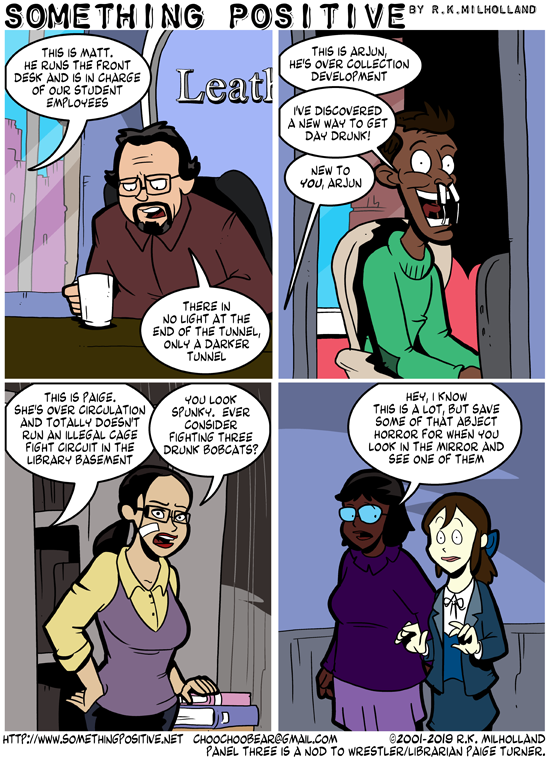 SOMETHING POSITIVE BY R.K.MILHOLLAND
THIS IS MATT.
HE RUNS THE FRONT
DESK AND IS IN CHARGE
OF OUR STUDENT
EMPLOYEES
Leath
THERE IN
NO LIGHT AT THE
END OF THE TUNNEL,
ONLY A DARKER
TUNNEL
THIS IS ARJUN,
HE'S OVER COLLECTION
DEVELOPMENT
I'VE DISCOVERED
A NEW WAY TO GET
DAY DRUNK!
NEW TO
YOU, ARJUN
THIS IS PAIGE.
SHE'S OVER CIRCULATION
AND TOTALLY DOESN'T
RUN AN ILLEGAL CAGE
FIGHT CIRCUIT IN THE
LIBRARY BASEMENT
YOU LOOK
SPUNKY. EVER
CONSIDER
FIGHTING THREE
DRUNK BOBCATS?
HEY, I KNOW
THIS IS A LOT, BUT SAVE
SOME OF THAT ABJECT
HORROR FOR WHEN YOU
LOOK IN THE MIRROR AND
SEE ONE OF THEM
HTTP://WWW.SOMETHINGPOSITIVE.NET CHOOCHOOBEAR@GMAIL.COM ©2001-2019 R.K. MILHOLLAND
PANEL THREE IS A NOD TO WRESTLER/LIBRARIAN PAIGE TURNER.